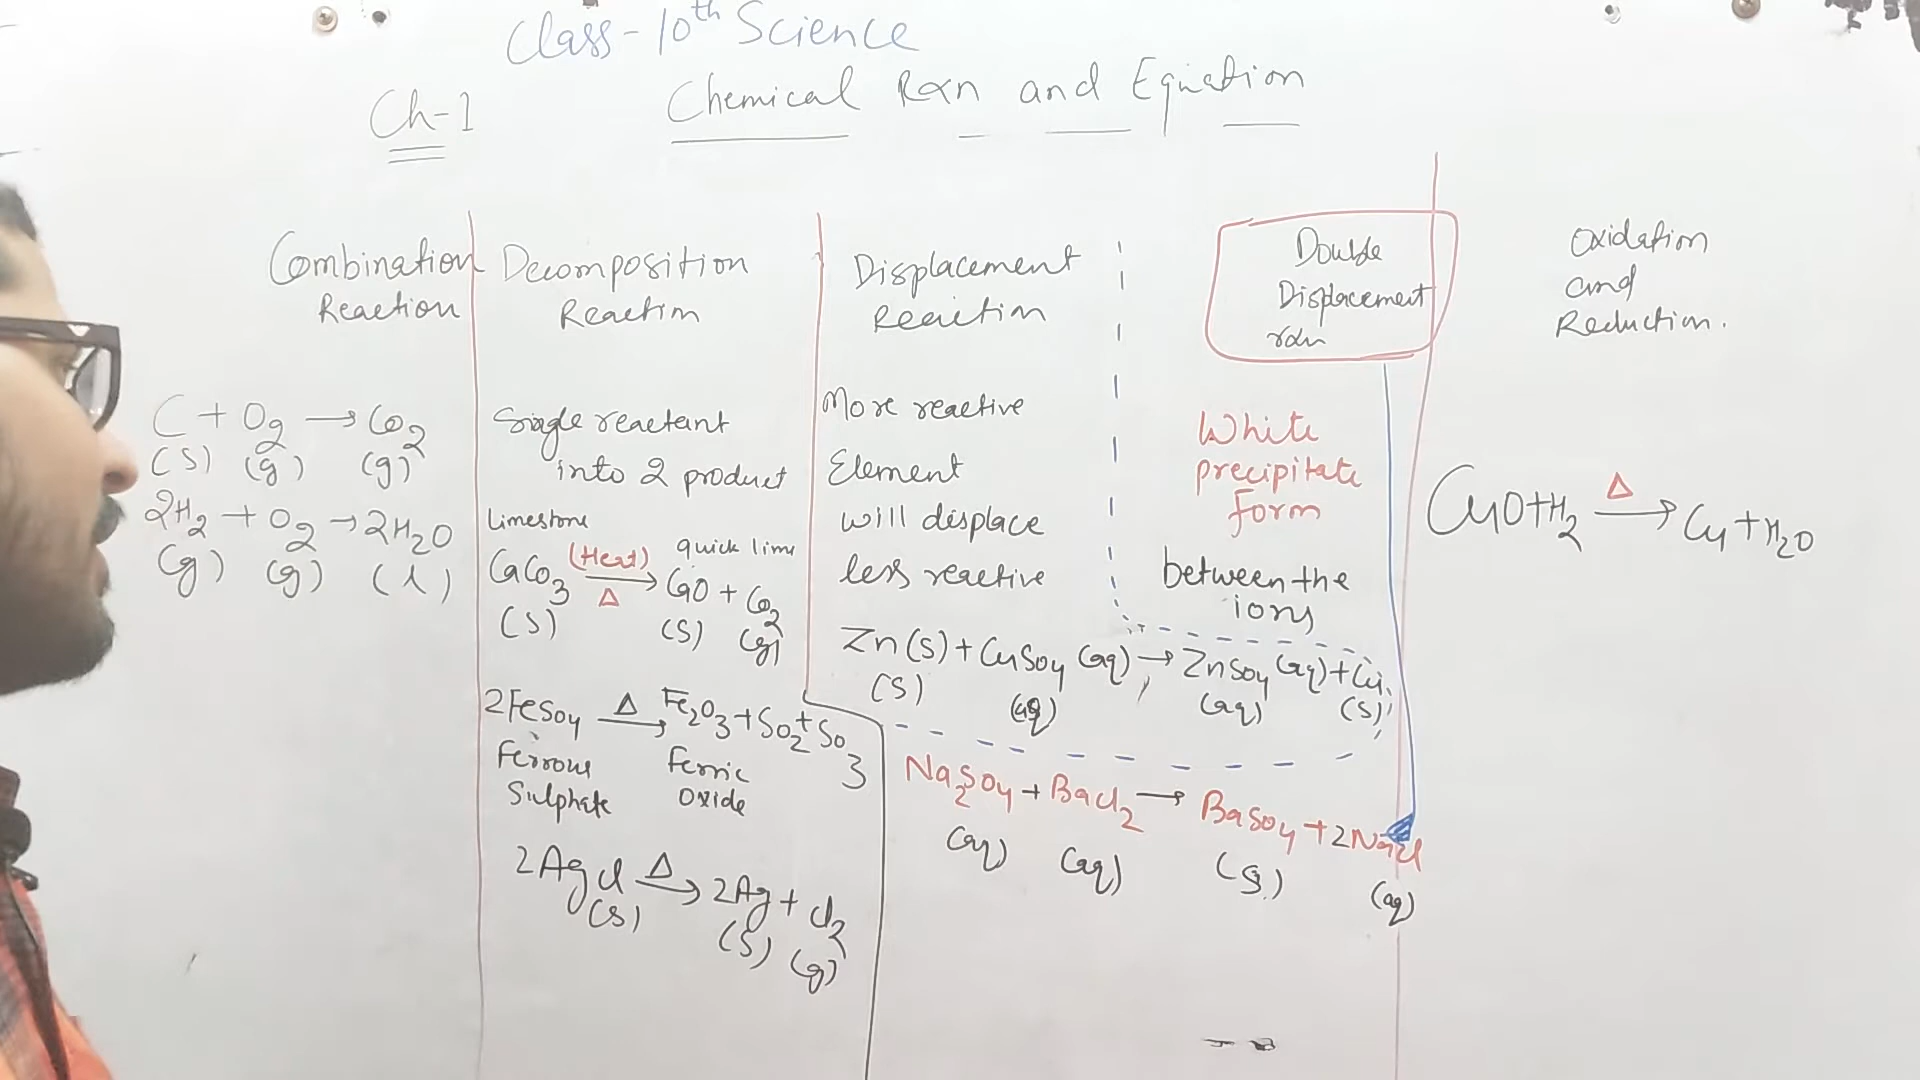 Class-10th Science
Ch-1 Chemical Rxn and Equation
Combination
Reaction
C + O2 → CO2
(s) (g) (g)
2H2 + O2 → 2H2O
(g) (g) (l)
Decomposition
Reaction
Single reactant
into 2 product
Limestone
(Heat) quick lime
CaCO3 → CaO + CO2
Δ
(s) (s) (g)
2FeSO4 Δ→ Fe2O3 + SO2 + SO3
Ferrous Ferric
Sulphate Oxide
2AgCl Δ→ 2Ag + Cl2
(s) (s) (g)
Displacement
Reaction
More reactive
Element
will displace
less reactive
Zn(s) + CuSO4 (aq) → ZnSO4 (aq) + Cu
(s) (aq) (aq) (s)
Double
Displacement
rxn
White
precipitate
form
between the
ions
Na2SO4 + BaCl2 → BaSO4 + 2NaCl
(aq) (aq) (s) (aq)
Oxidation
and
Reduction.
CuO + H2 Δ→ Cu + H2O